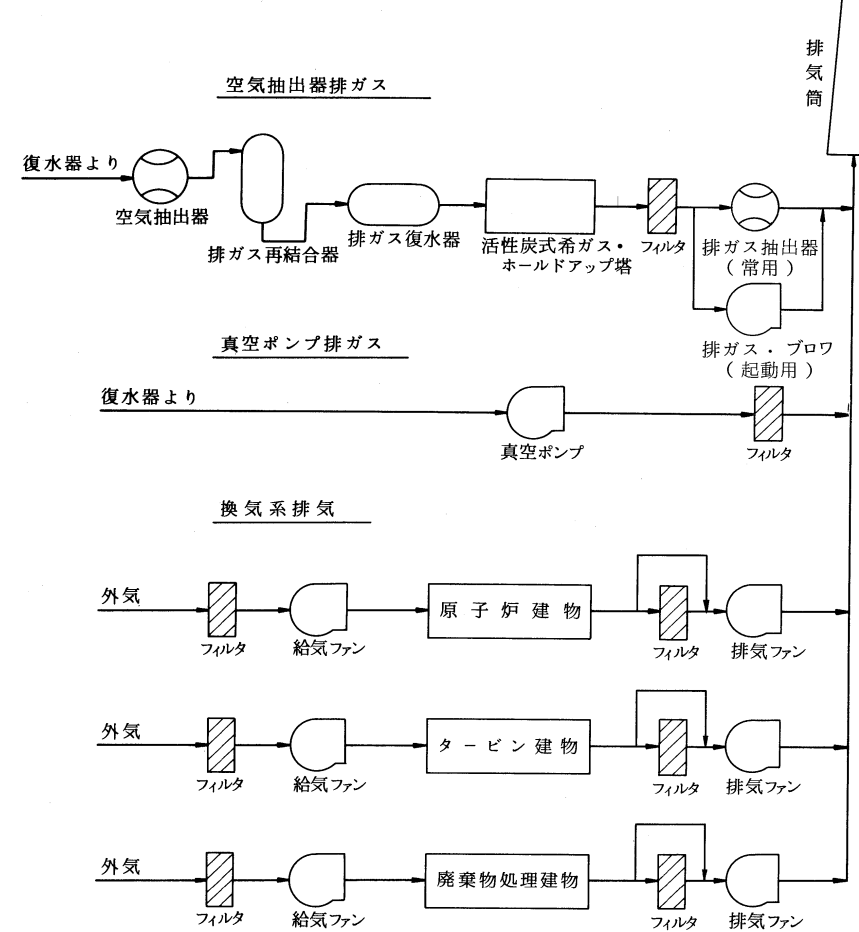 排気筒
空気抽出器排ガス
復水器より
空気抽出器
排ガス再結合器
排ガス復水器
活性炭式希ガス・
ホールドアップ塔
フィルタ
排ガス抽出器
(常用)
排ガス・ブロワ
(起動用)
真空ポンプ排ガス
復水器より
真空ポンプ
フィルタ
換気系排気
外気
フィルタ
給気ファン
原子炉建物
フィルタ
排気ファン
外気
フィルタ
給気ファン
タービン建物
フィルタ
排気ファン
外気
フィルタ
給気ファン
廃棄物処理建物
フィルタ
排気ファン